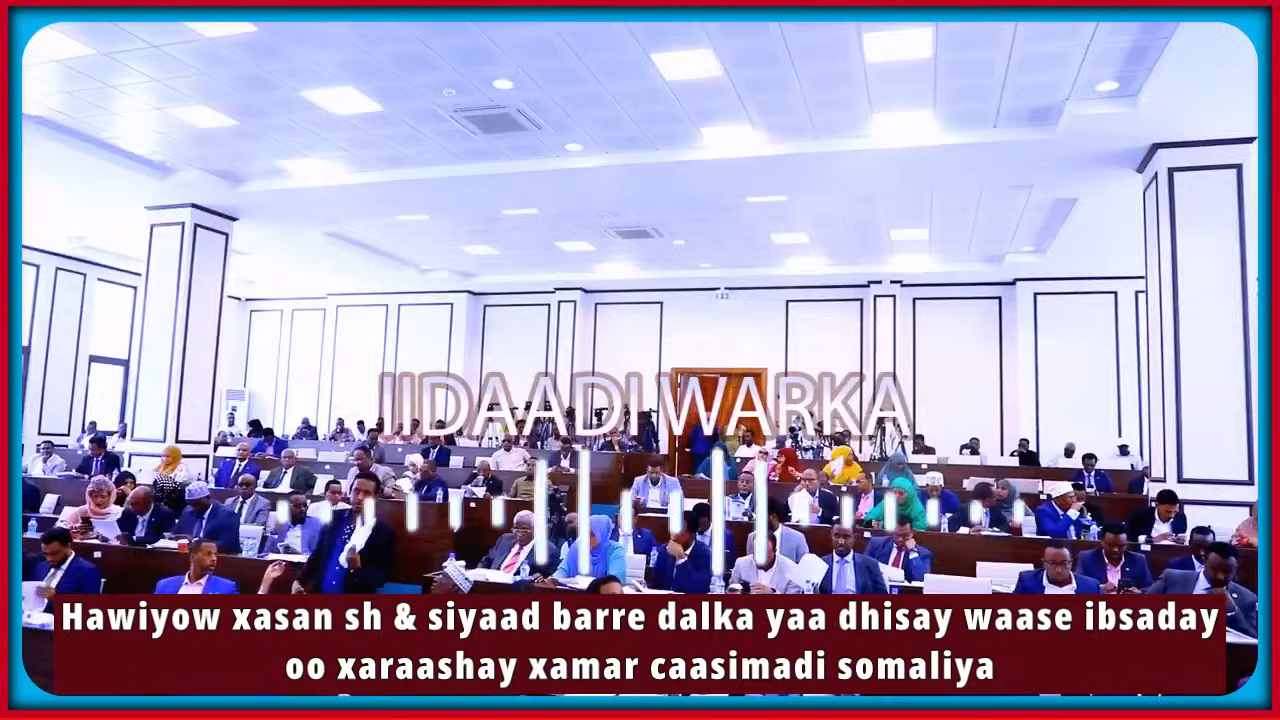 IIDAADI WARKA
Hawiyow xasan sh & siyaad barre dalka yaa dhisay waase ibsaday
oo xaraashay xamar caasimadi somaliya